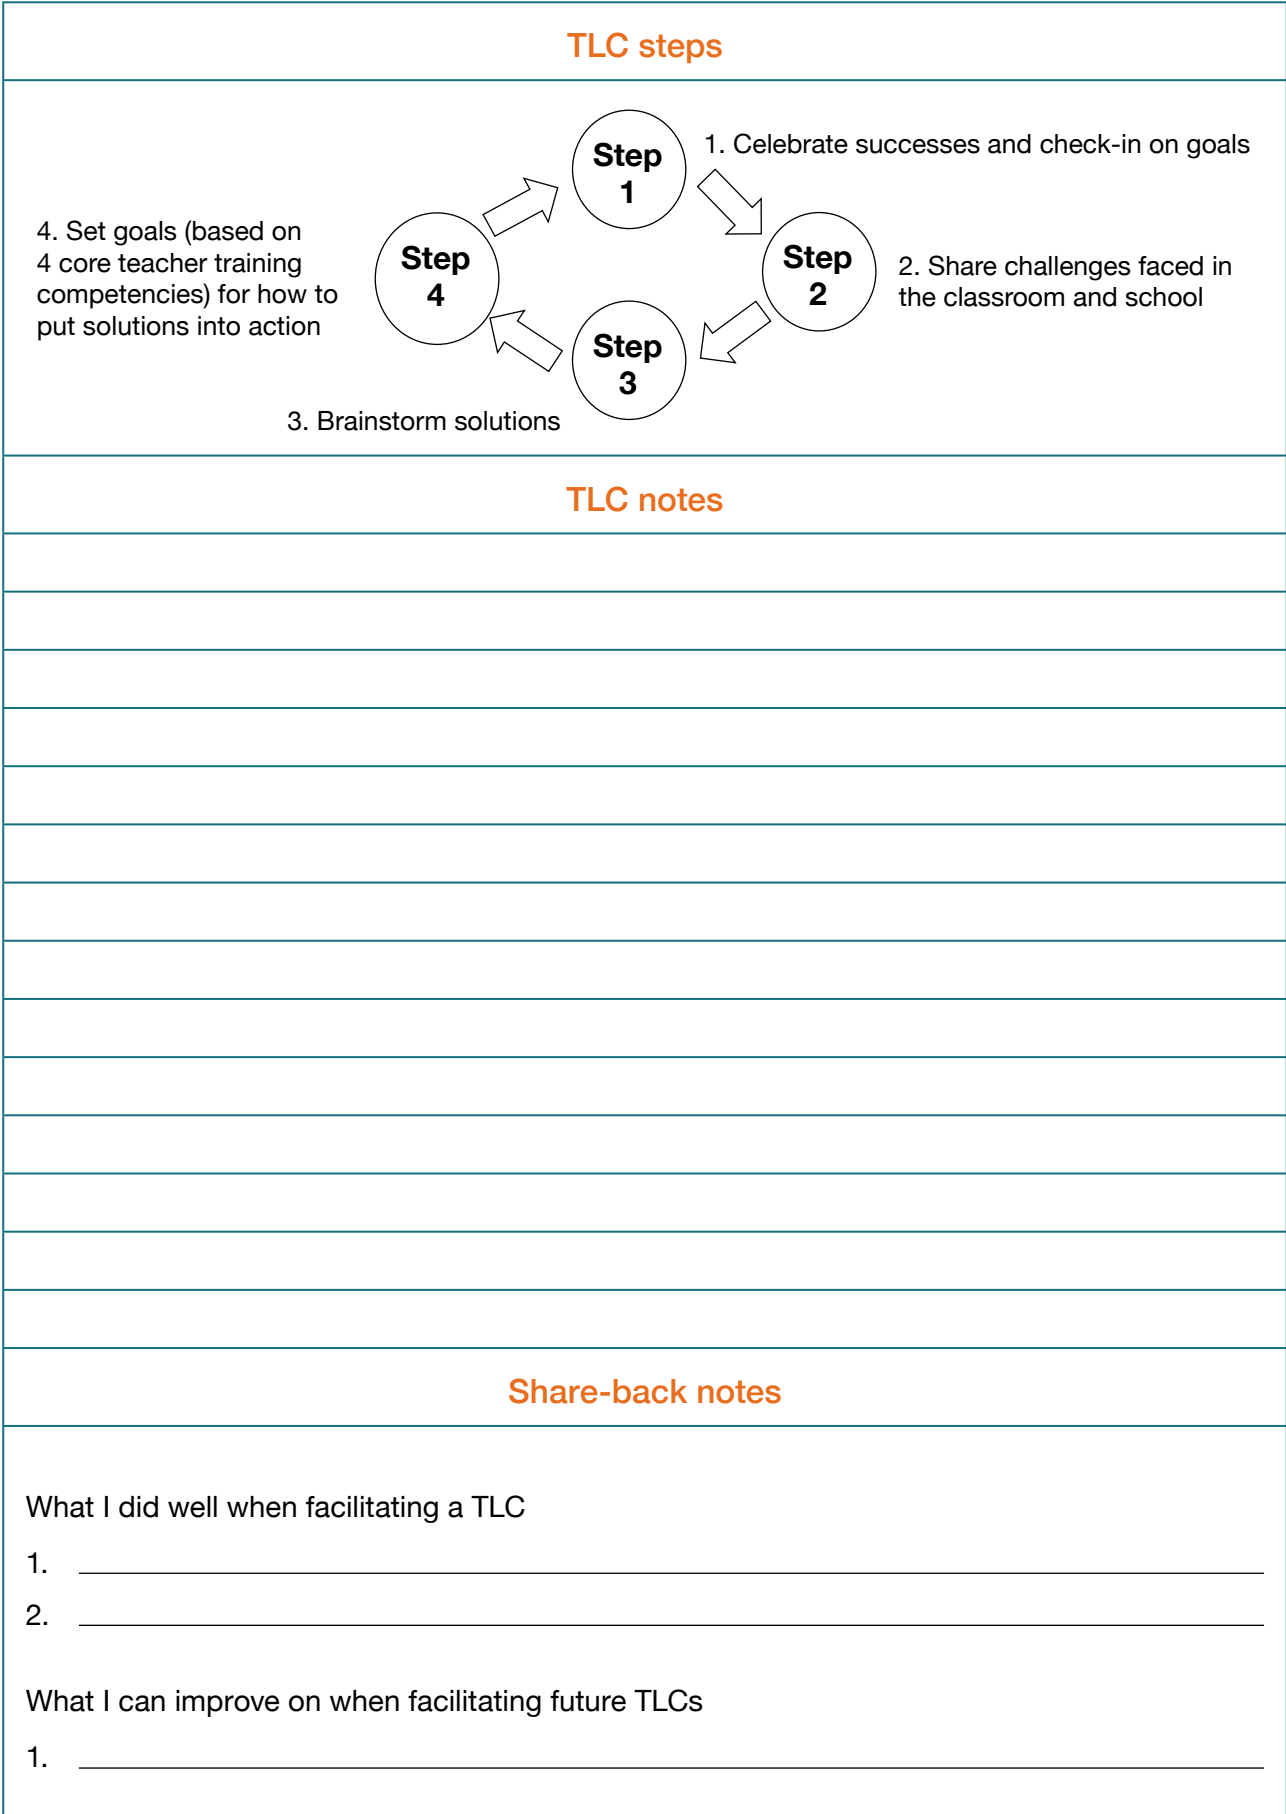 TLC steps
Step
1
1. Celebrate successes and check-in on goals
Step
2
2. Share challenges faced in
the classroom and school
Step
3
3. Brainstorm solutions
Step
4
4. Set goals (based on
4 core teacher training
competencies) for how to
put solutions into action
TLC notes
Share-back notes
What I did well when facilitating a TLC
1.
2.
What I can improve on when facilitating future TLCs
1.